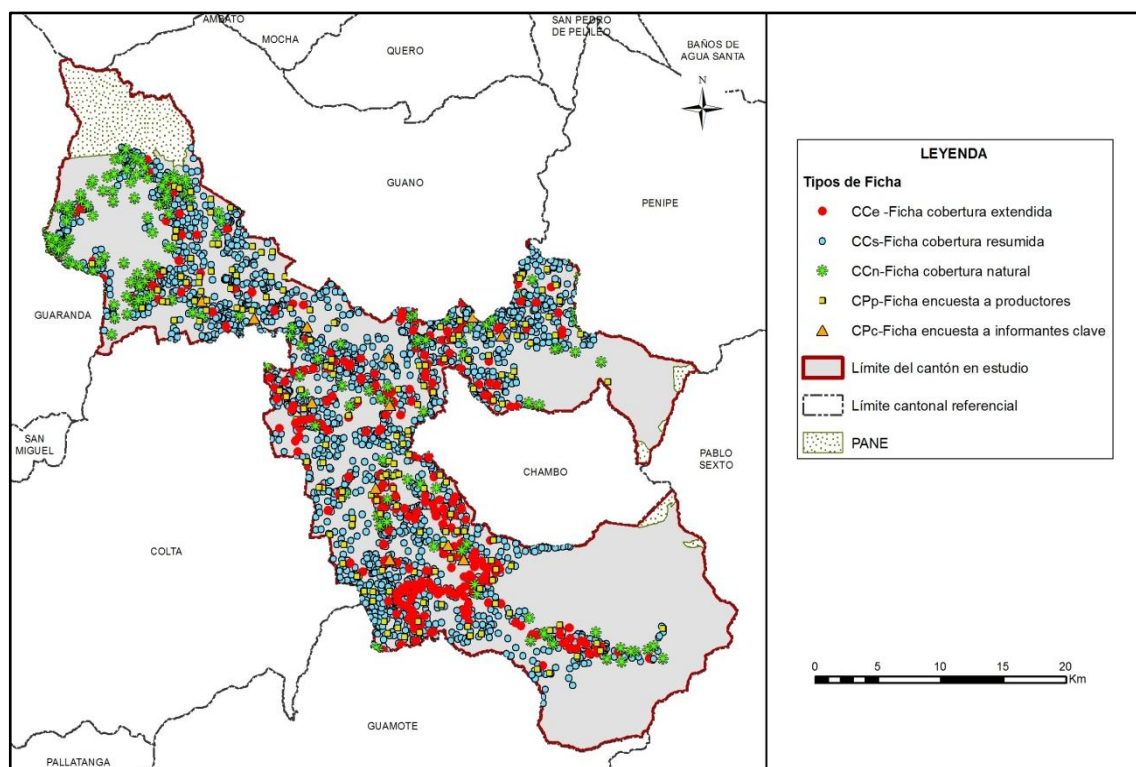 AMBATO
MOCHA
QUERO
SAN PEDRO
DE PELILEO
BAÑOS DE
AGUA SANTA
N
GUANO
PENIPE
GUARANDA
SAN
MIGUEL
CHAMBO
PABLO
SEXTO
COLTA
GUAMOTE
PALLATANGA
LEYENDA
Tipos de Ficha
CCe -Ficha cobertura extendida
CCs-Ficha cobertura resumida
CCn-Ficha cobertura natural
CPp-Ficha encuesta a productores
CPc-Ficha encuesta a informantes clave
Límite del cantón en estudio
Límite cantonal referencial
PANE
0 5 10 15 20
Km